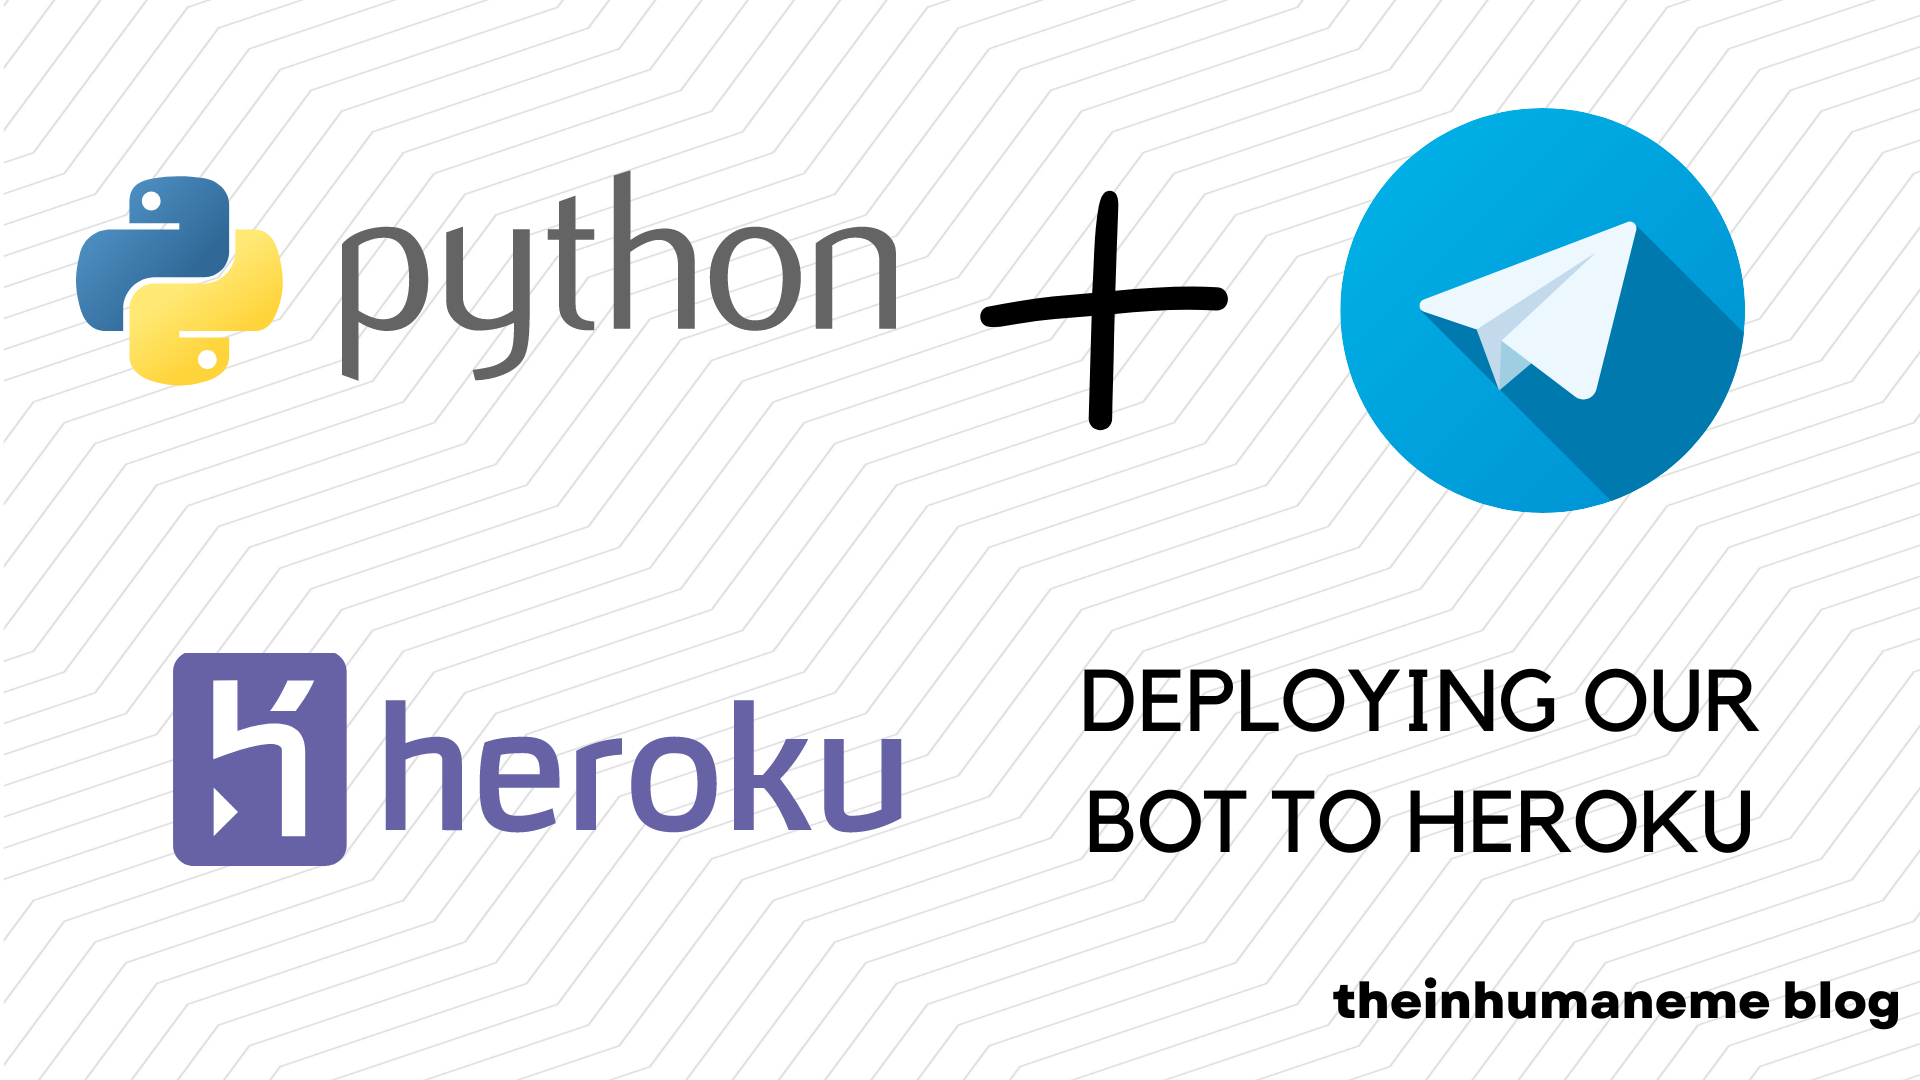 python
heroku
DEPLOYING OUR
BOT TO HEROKU
theinhumaneme blog